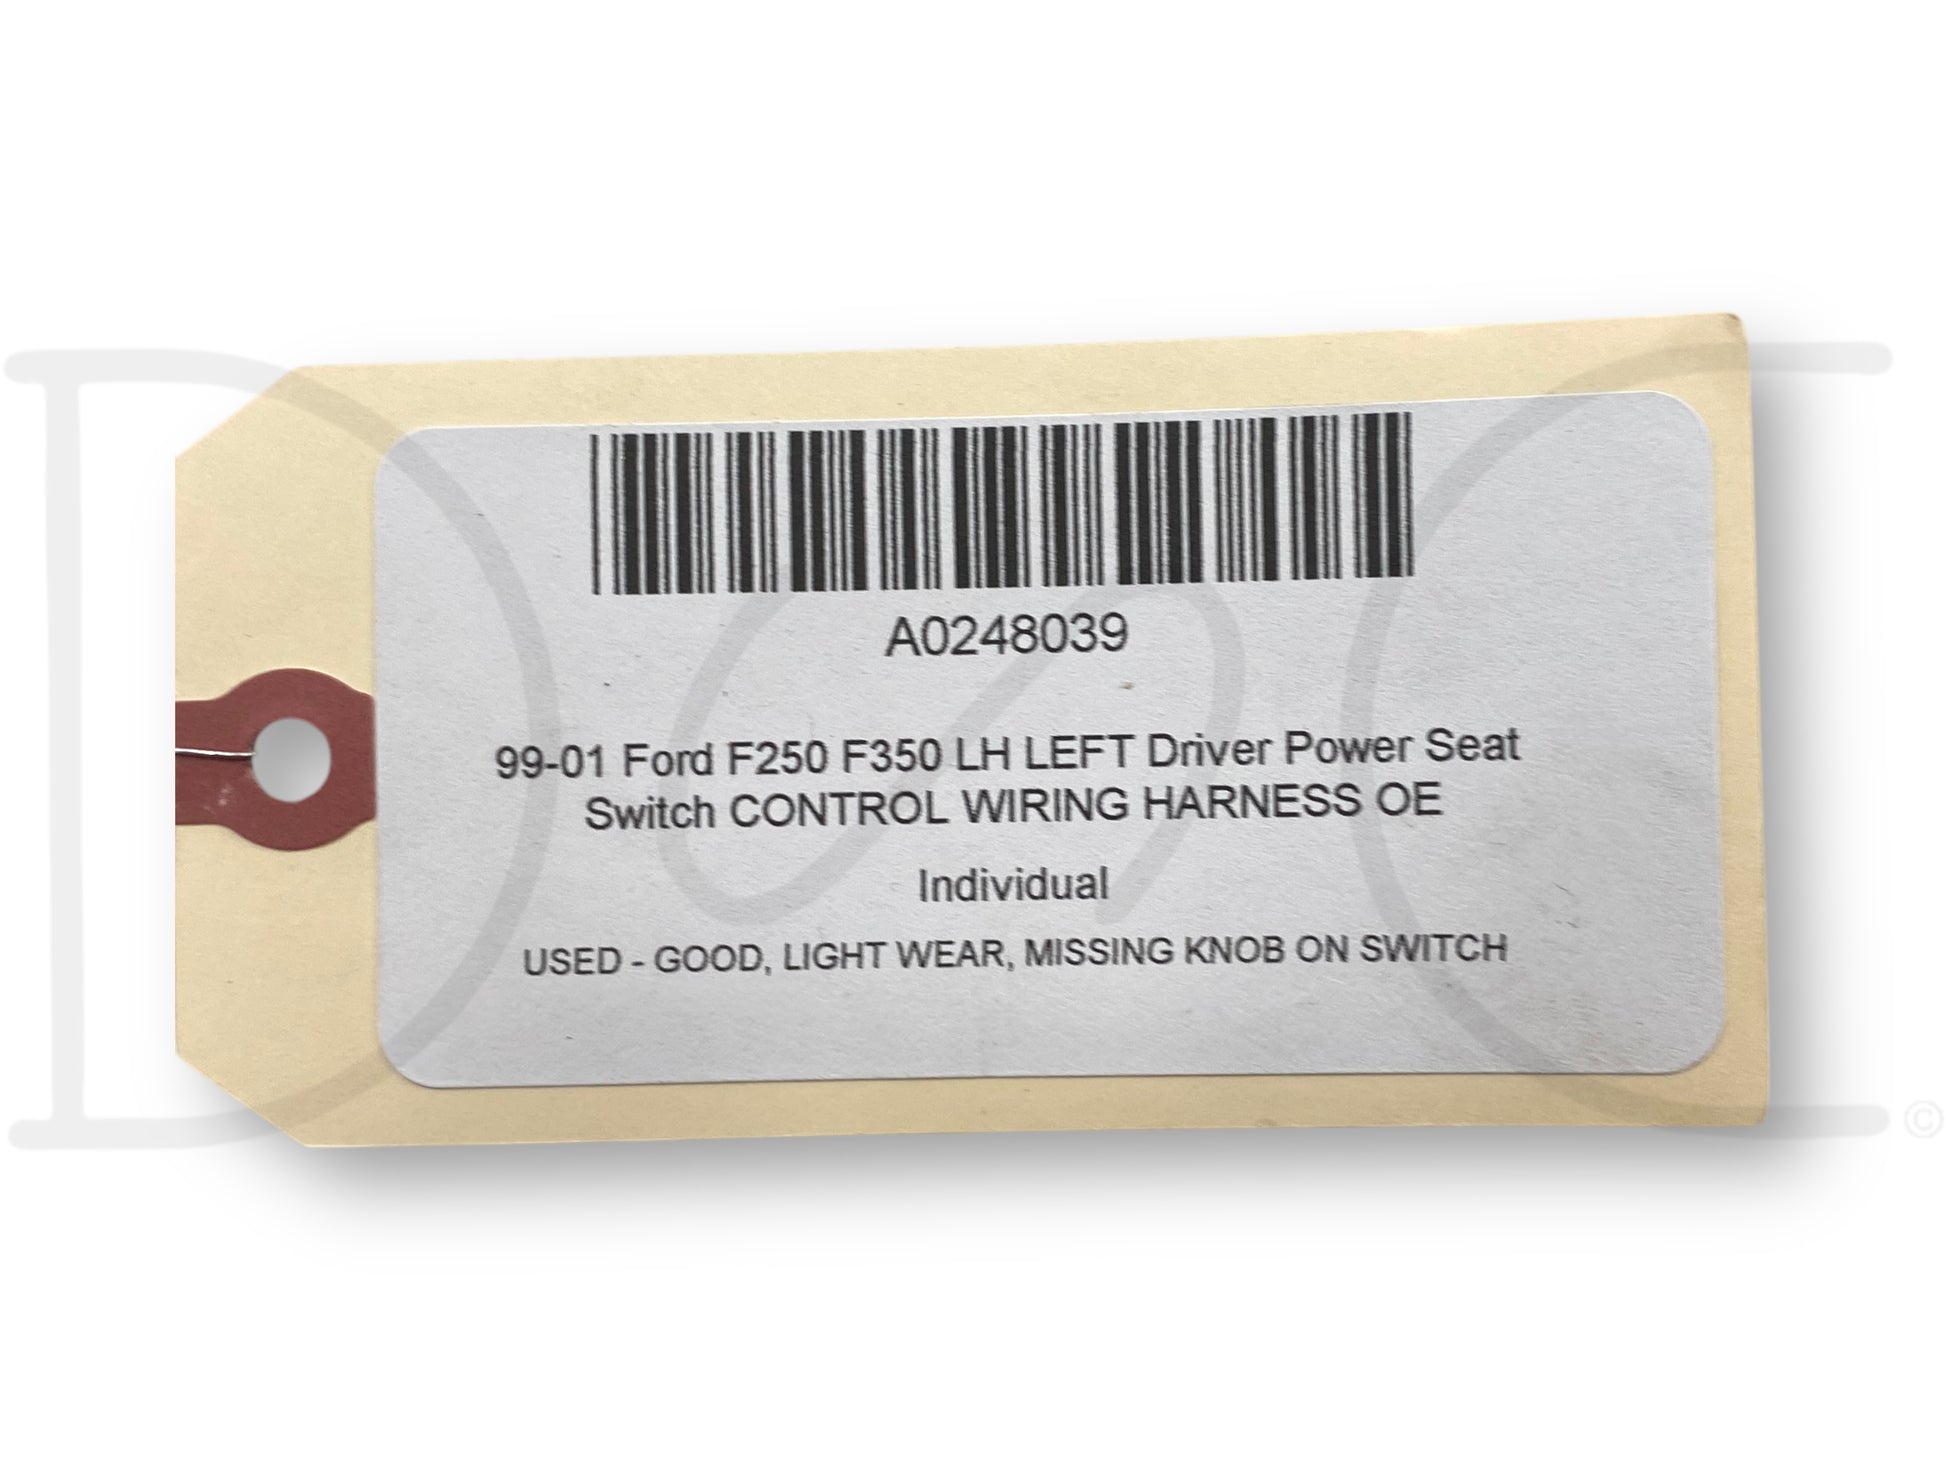 A0248039
99-01 Ford F250 F350 LH LEFT Driver Power Seat
Switch CONTROL WIRING HARNESS OE
Individual
USED - GOOD, LIGHT WEAR, MISSING KNOB ON SWITCH
©